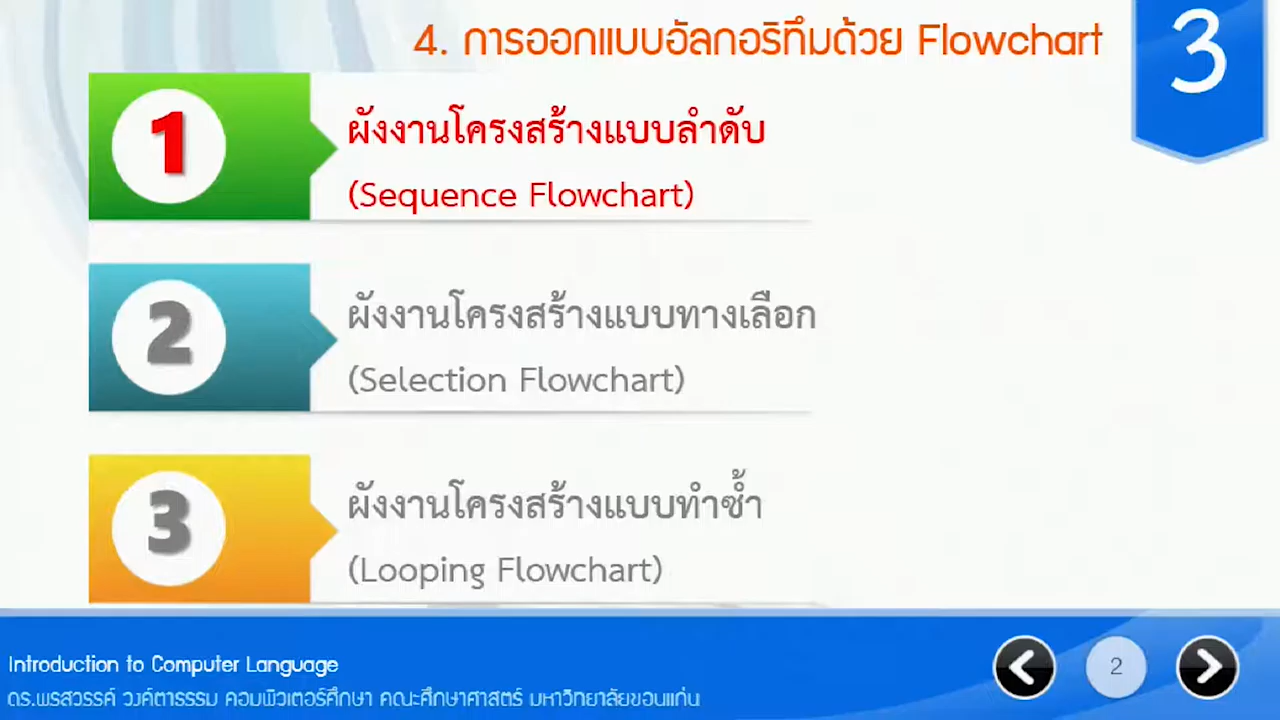 4. การออกแบบอัลกอริทึมด้วย Flowchart
3
1
ผังงานโครงสร้างแบบลำดับ
(Sequence Flowchart)
2
ผังงานโครงสร้างแบบทางเลือก
(Selection Flowchart)
3
ผังงานโครงสร้างแบบทำซ้ำ
(Looping Flowchart)
Introduction to Computer Language
ดร.พรสวรรค์ วงค์ตาธรรม คอมพิวเตอร์ศึกษา คณะศึกษาศาสตร์ มหาวิทยาลัยขอนแก่น
2